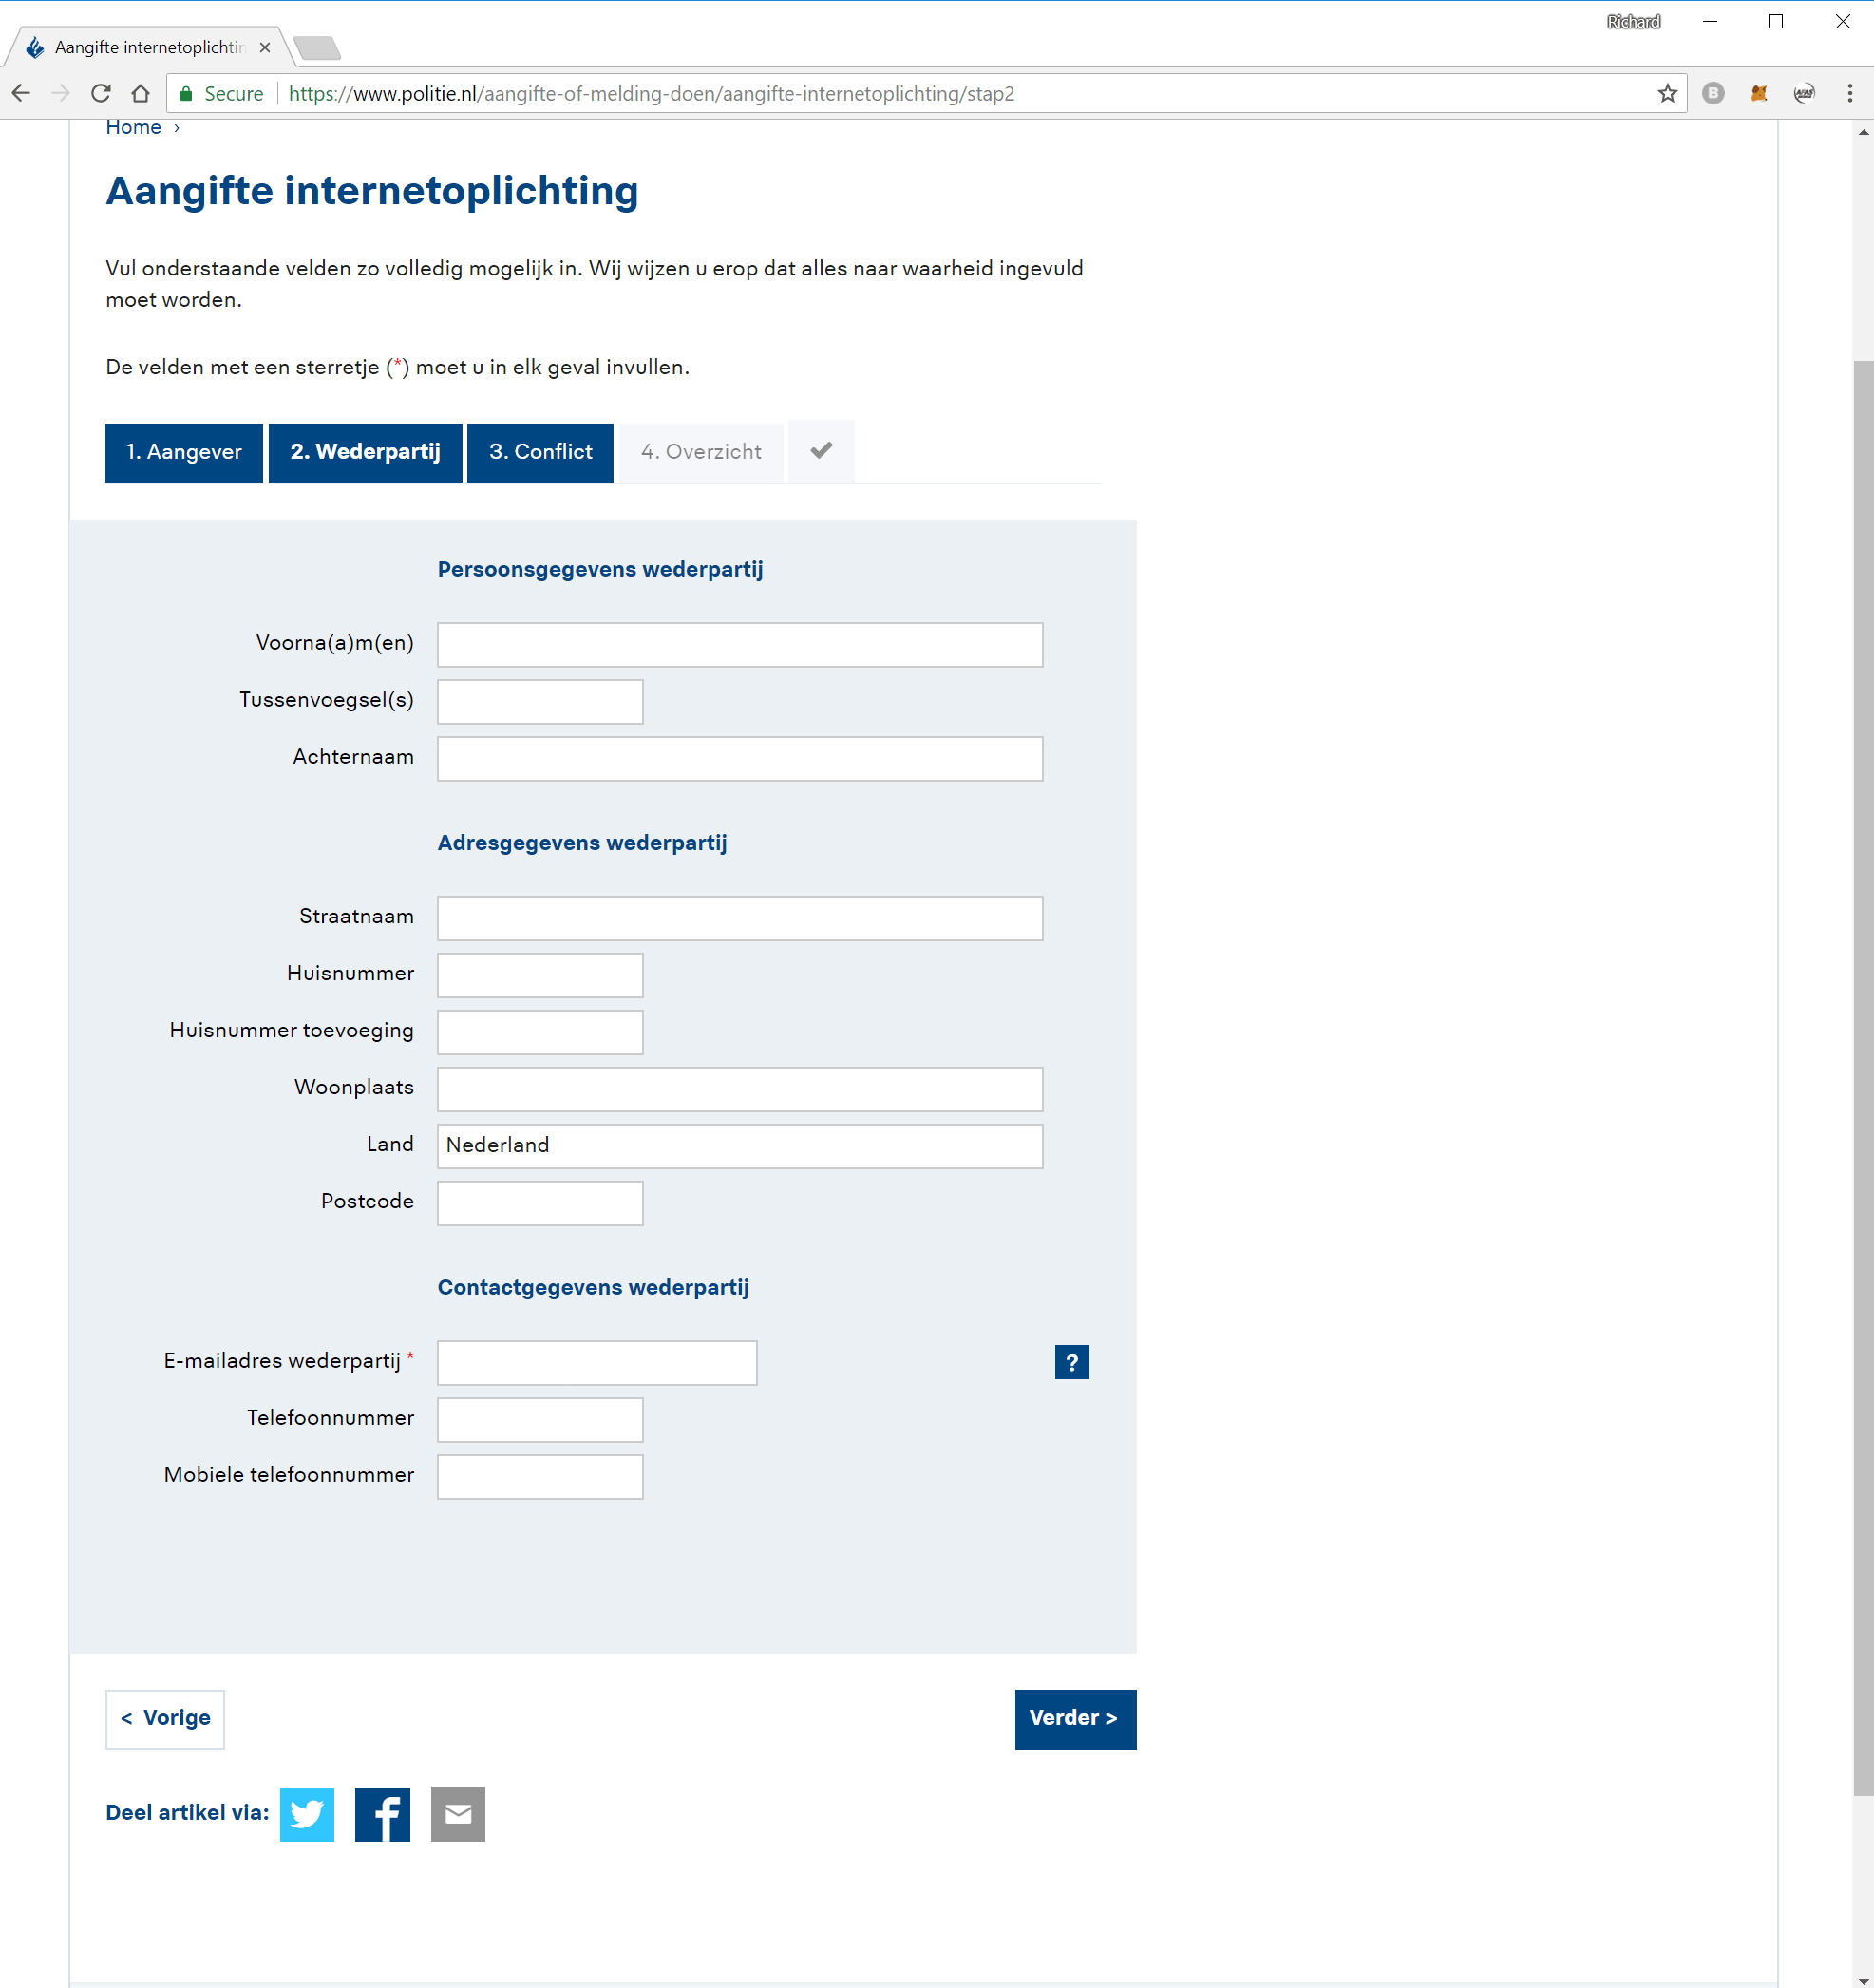 Richard
Aangifte internetoplichtin
Secure
https://www.politie.nl/aangifte-of-melding-doen/aangifte-internetoplichting/stap2
B
Home ›
Aangifte internetoplichting
Vul onderstaande velden zo volledig mogelijk in. Wij wijzen u erop dat alles naar waarheid ingevuld
moet worden.
De velden met een sterretje (*) moet u in elk geval invullen.
1. Aangever 2. Wederpartij 3. Conflict 4. Overzicht
Persoonsgegevens wederpartij
Voorna(a)m(en)
Tussenvoegsel(s)
Achternaam
Adresgegevens wederpartij
Straatnaam
Huisnummer
Huisnummer toevoeging
Woonplaats
Land Nederland
Postcode
Contactgegevens wederpartij
E-mailadres wederpartij * ?
Telefoonnummer
Mobiele telefoonnummer
< Vorige Verder >
Deel artikel via: